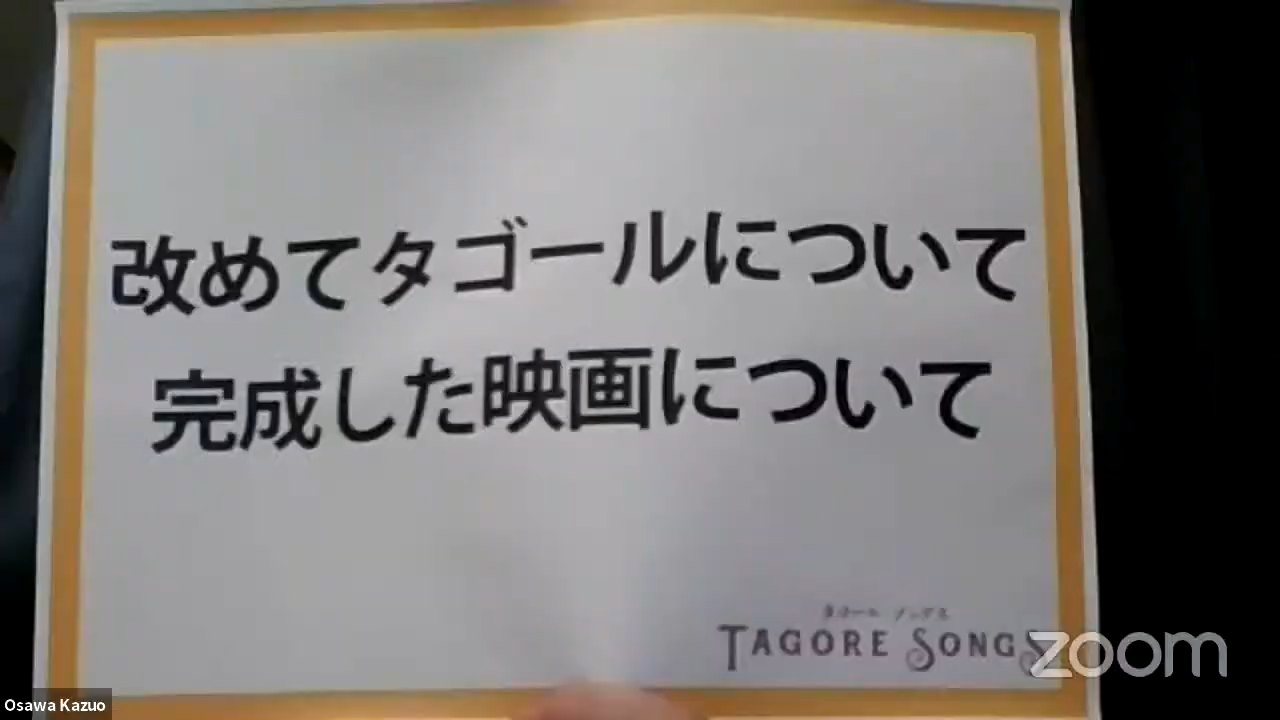 改めてタゴールについて
完成した映画について
タゴール ソングス
TAGORE SONGS
zoom
Osawa Kazuo